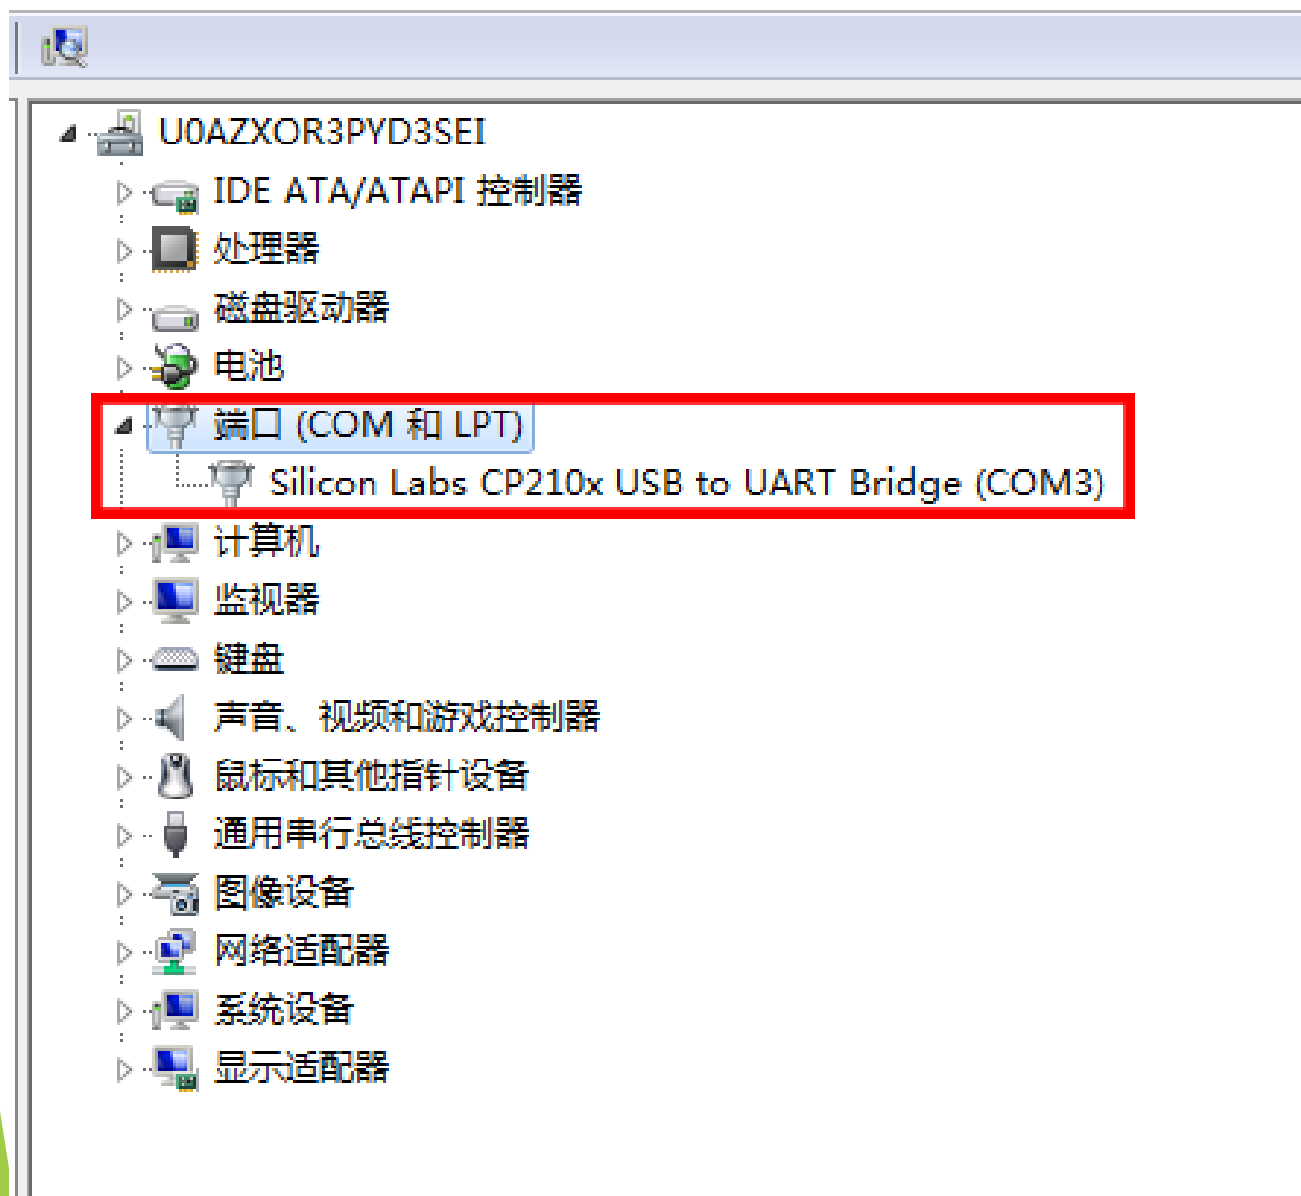 U0AZXOR3PYD3SEI
IDE ATA/ATAPI 控制器
处理器
磁盘驱动器
电池
端口 (COM 和 LPT)
Silicon Labs CP210x USB to UART Bridge (COM3)
计算机
监视器
键盘
声音、视频和游戏控制器
鼠标和其他指针设备
通用串行总线控制器
图像设备
网络适配器
系统设备
显示适配器